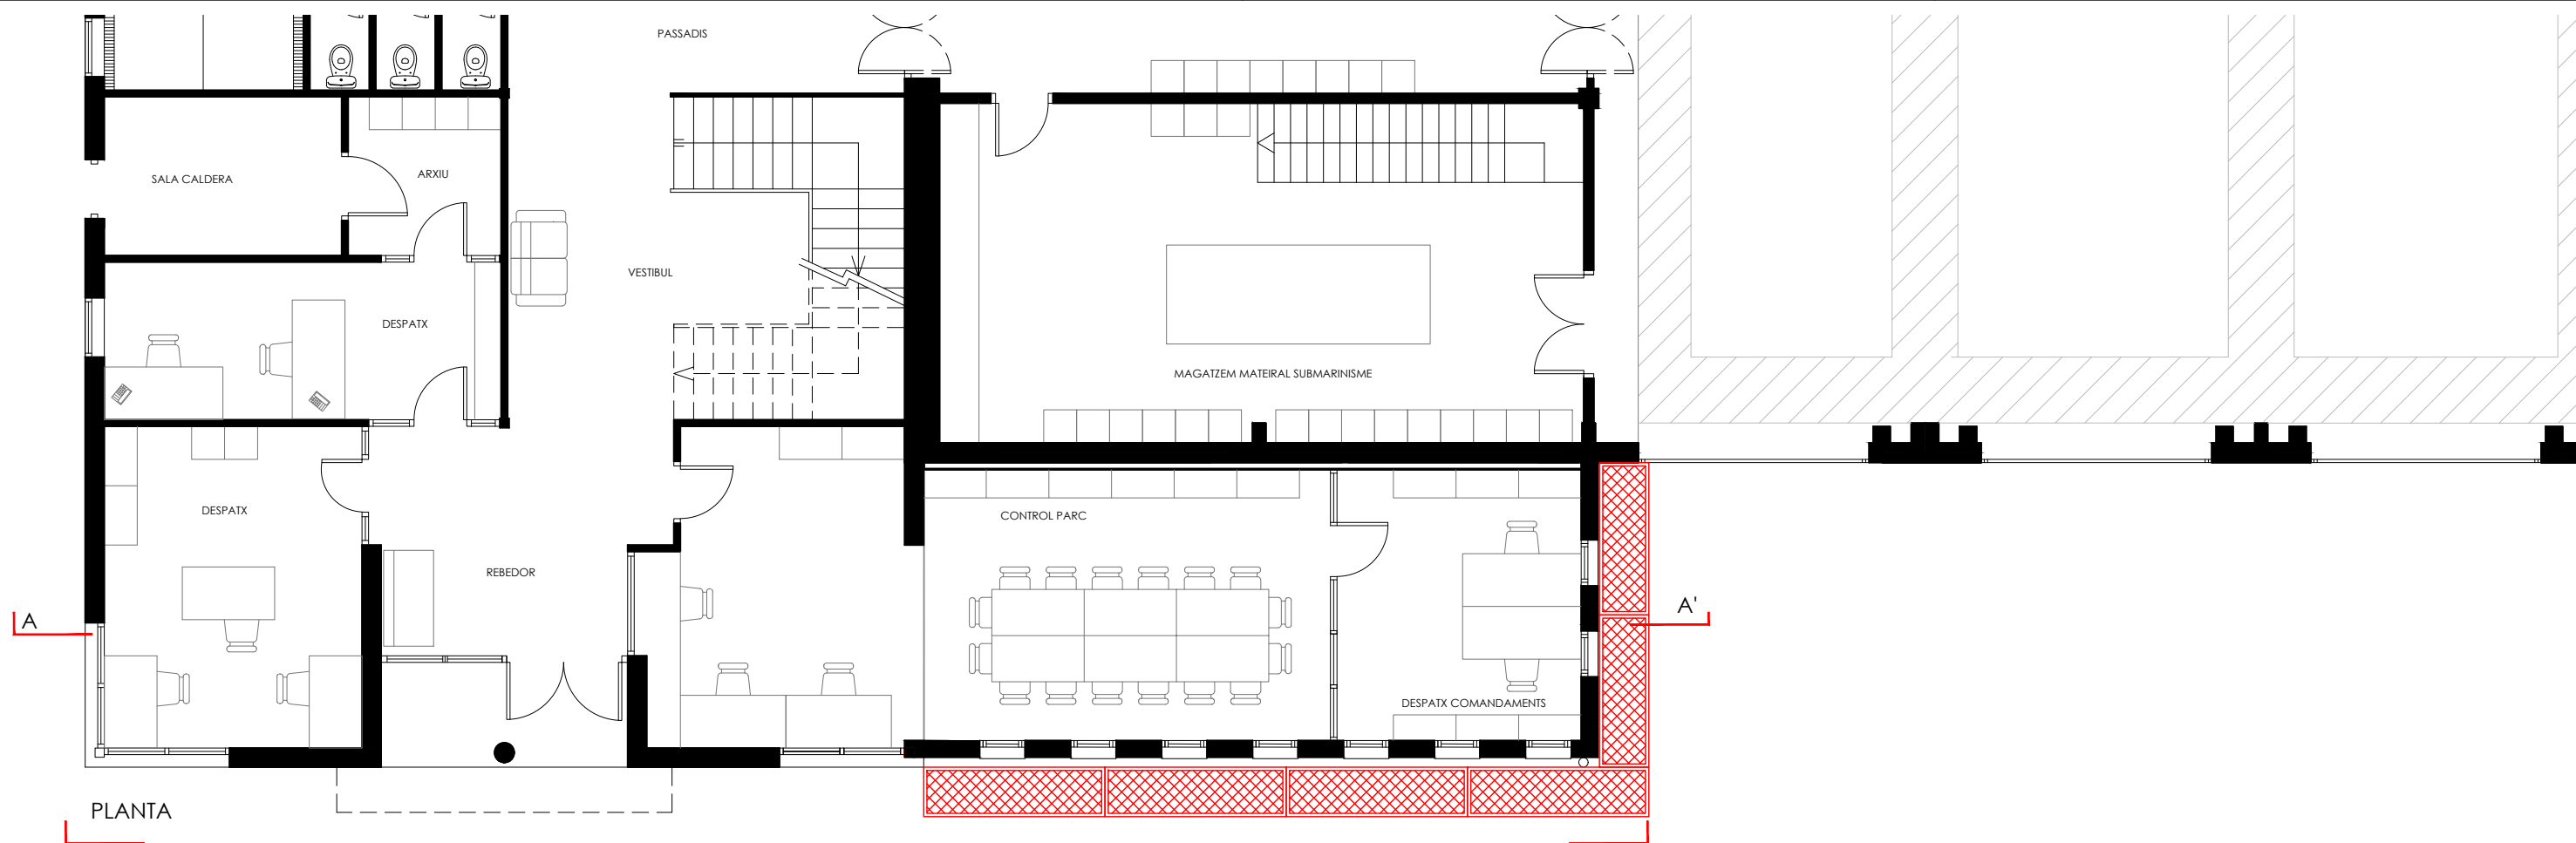 PASSADIS
SALA CALDERA
ARXIU
VESTIBUL
DESPATX
MAGATZEM MATEIRAL SUBMARINISME
DESPATX
CONTROL PARC
REBEDOR
A
A'
DESPATX COMANDAMENTS
PLANTA